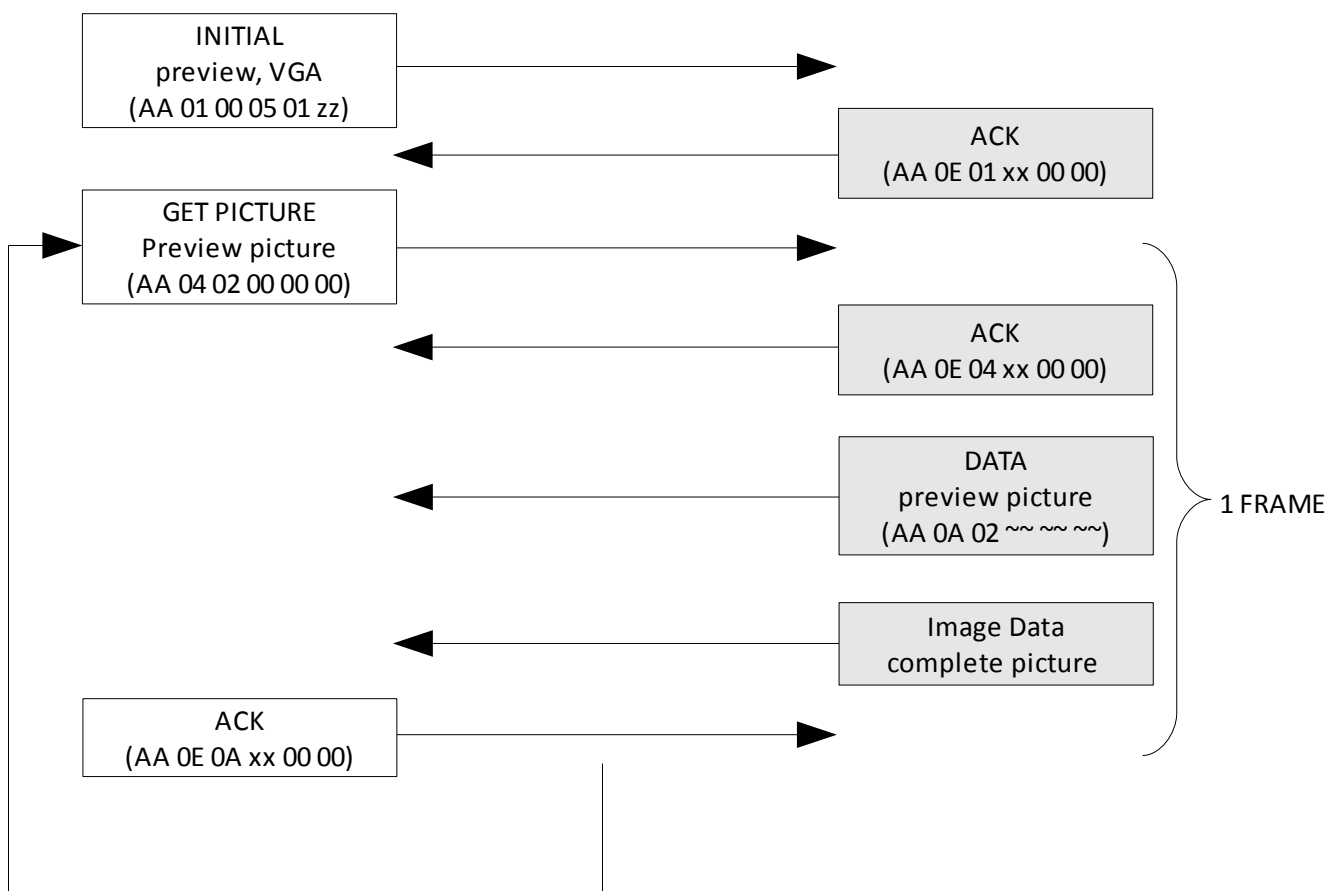 INITIAL
preview, VGA
(AA 01 00 05 01 zz)
ACK
(AA 0E 01 xx 00 00)
GET PICTURE
Preview picture
(AA 04 02 00 00 00)
ACK
(AA 0E 04 xx 00 00)
DATA
preview picture
(AA 0A 02 ~~ ~~ ~~)
1 FRAME
Image Data
complete picture
ACK
(AA 0E 0A xx 00 00)